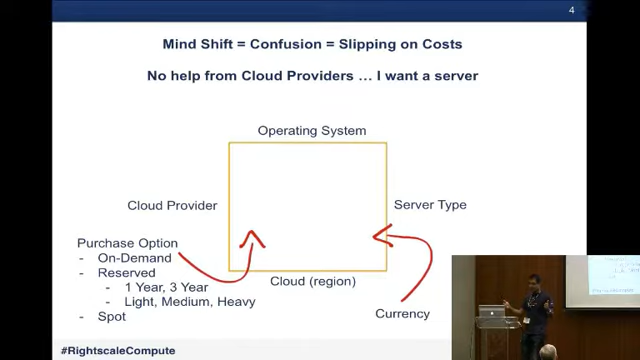 4
Mind Shift = Confusion = Slipping on Costs
No help from Cloud Providers … I want a server
Operating System
Cloud Provider
Server Type
Purchase Option
- On-Demand
- Reserved
- 1 Year, 3 Year
- Light, Medium, Heavy
- Spot
Cloud (region)
Currency
#RightscaleCompute